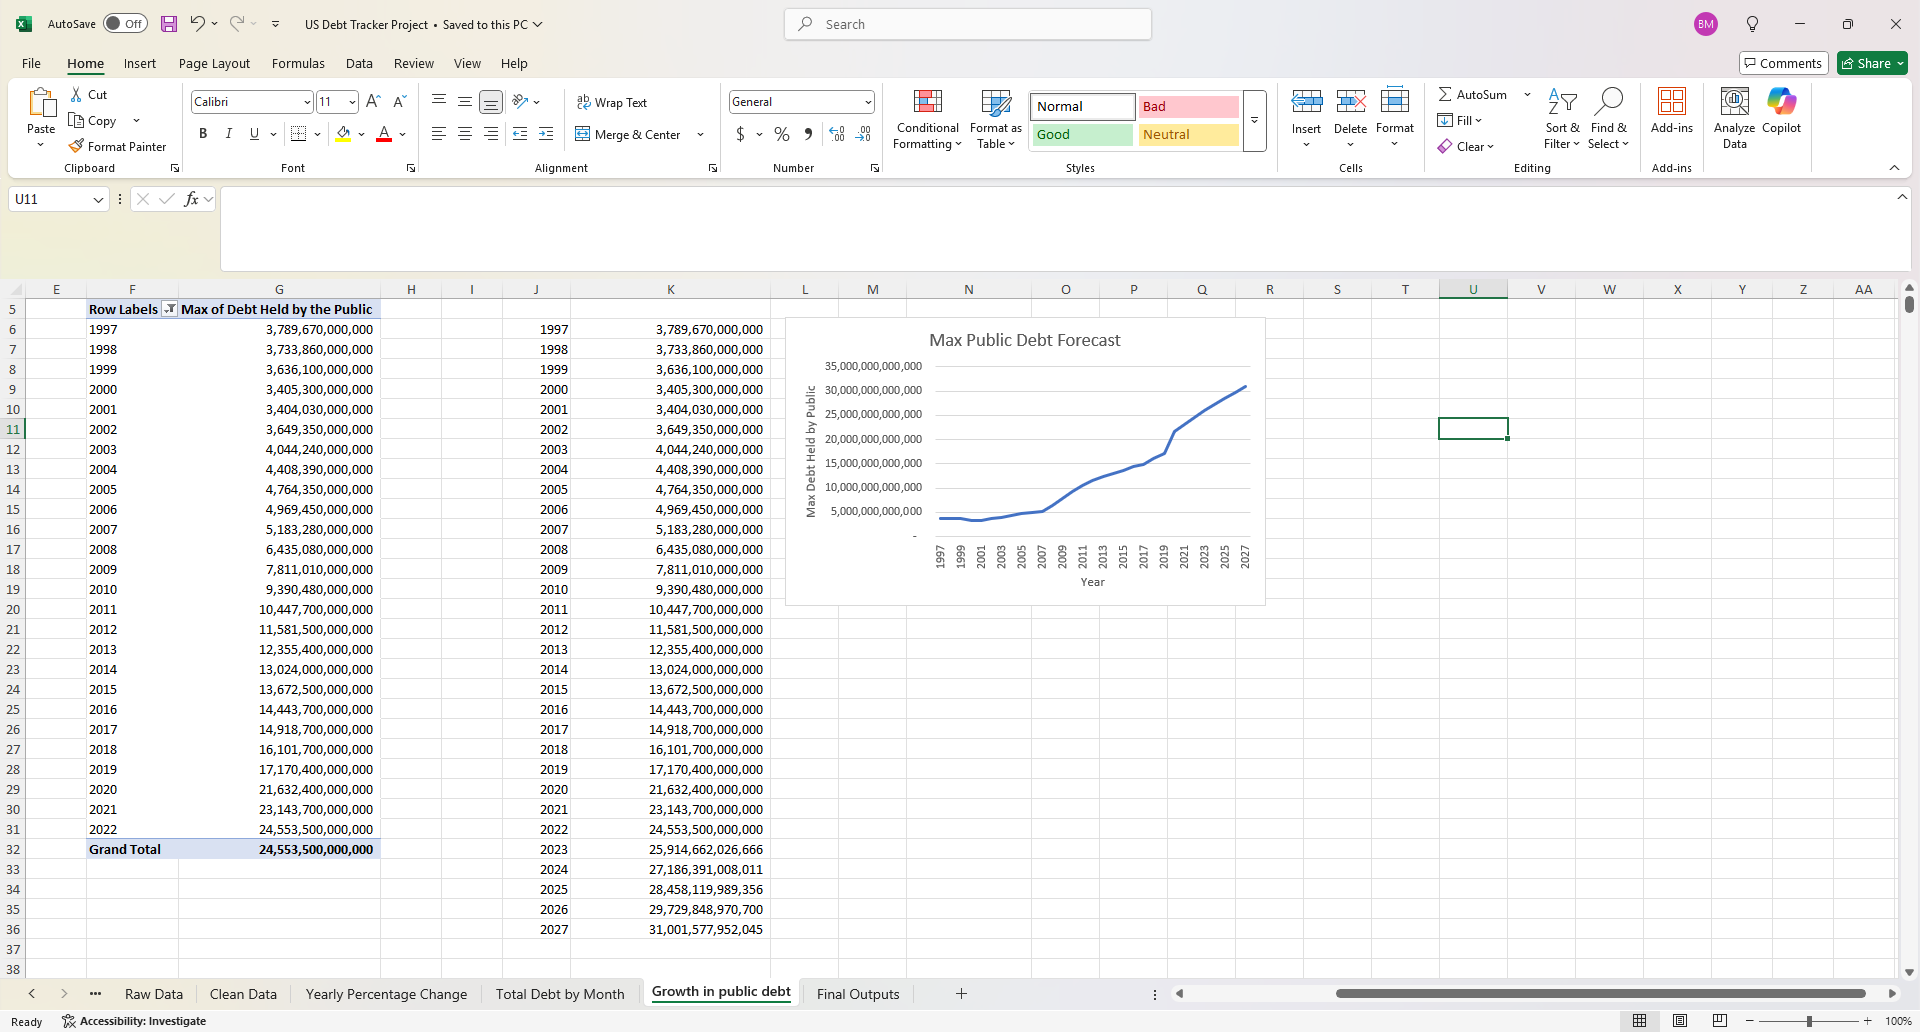 AutoSave Off US Debt Tracker Project • Saved to this PC Search BM
File Home Insert Page Layout Formulas Data Review View Help Comments Share
Paste Cut Copy Format Painter Clipboard
Calibri 11 A A B I U A Font
ab Wrap Text Merge & Center Alignment
General $ % , Number
Conditional Formatting Format as Table Normal Bad Good Neutral Styles
Insert Delete Format Cells
AutoSum Fill Clear Sort & Filter Find & Select Editing
Add-ins Add-ins
Analyze Data Copilot
U11 fx
E F G H I J K L M N O P Q R S T U V W X Y Z AA
5 Row Labels Max of Debt Held by the Public
6 1997 3,789,670,000,000 1997 3,789,670,000,000
7 1998 3,733,860,000,000 1998 3,733,860,000,000
8 1999 3,636,100,000,000 1999 3,636,100,000,000
9 2000 3,405,300,000,000 2000 3,405,300,000,000
10 2001 3,404,030,000,000 2001 3,404,030,000,000
11 2002 3,649,350,000,000 2002 3,649,350,000,000
12 2003 4,044,240,000,000 2003 4,044,240,000,000
13 2004 4,408,390,000,000 2004 4,408,390,000,000
14 2005 4,764,350,000,000 2005 4,764,350,000,000
15 2006 4,969,450,000,000 2006 4,969,450,000,000
16 2007 5,183,280,000,000 2007 5,183,280,000,000
17 2008 6,435,080,000,000 2008 6,435,080,000,000
18 2009 7,811,010,000,000 2009 7,811,010,000,000
19 2010 9,390,480,000,000 2010 9,390,480,000,000
20 2011 10,447,700,000,000 2011 10,447,700,000,000
21 2012 11,581,500,000,000 2012 11,581,500,000,000
22 2013 12,355,400,000,000 2013 12,355,400,000,000
23 2014 13,024,000,000,000 2014 13,024,000,000,000
24 2015 13,672,500,000,000 2015 13,672,500,000,000
25 2016 14,443,700,000,000 2016 14,443,700,000,000
26 2017 14,918,700,000,000 2017 14,918,700,000,000
27 2018 16,101,700,000,000 2018 16,101,700,000,000
28 2019 17,170,400,000,000 2019 17,170,400,000,000
29 2020 21,632,400,000,000 2020 21,632,400,000,000
30 2021 23,143,700,000,000 2021 23,143,700,000,000
31 2022 24,553,500,000,000 2022 24,553,500,000,000
32 Grand Total 24,553,500,000,000 2023 25,914,662,026,666
33 2024 27,186,391,008,011
34 2025 28,458,119,989,356
35 2026 29,729,848,970,700
36 2027 31,001,577,952,045
37
38
Max Public Debt Forecast
Max Debt Held by Public
35,000,000,000,000
30,000,000,000,000
25,000,000,000,000
20,000,000,000,000
15,000,000,000,000
10,000,000,000,000
5,000,000,000,000
-
1997 1999 2001 2003 2005 2007 2009 2011 2013 2015 2017 2019 2021 2023 2025 2027
Year
... Raw Data Clean Data Yearly Percentage Change Total Debt by Month Growth in public debt Final Outputs +
Ready Accessibility: Investigate - + 100%